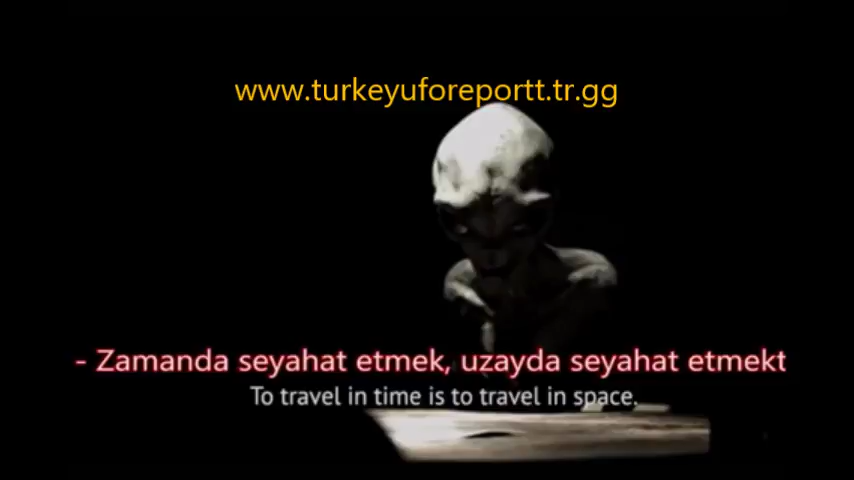 www.turkeyuforeportt.tr.gg
- Zamanda seyahat etmek, uzayda seyahat etmekt
To travel in time is to travel in space.